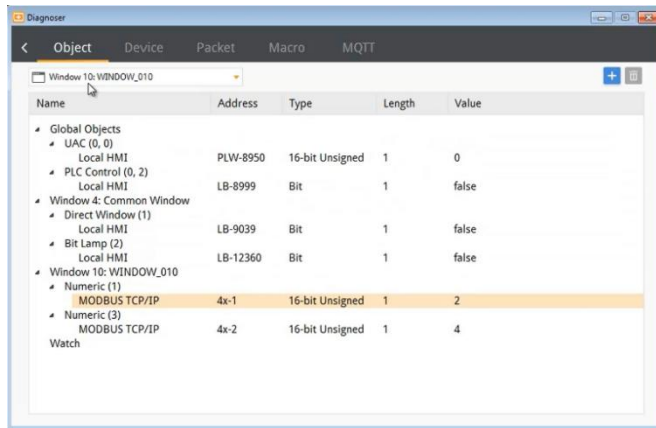 Diagnoser
Object Device Packet Macro MQTT
Window 10: WINDOW_010
Name Address Type Length Value
Global Objects
UAC (0, 0)
Local HMI PLW-8950 16-bit Unsigned 1 0
PLC Control (0, 2)
Local HMI LB-8999 Bit 1 false
Window 4: Common Window
Direct Window (1)
Local HMI LB-9039 Bit 1 false
Bit Lamp (2)
Local HMI LB-12360 Bit 1 false
Window 10: WINDOW_010
Numeric (1)
MODBUS TCP/IP 4x-1 16-bit Unsigned 1 2
Numeric (3)
MODBUS TCP/IP 4x-2 16-bit Unsigned 1 4
Watch